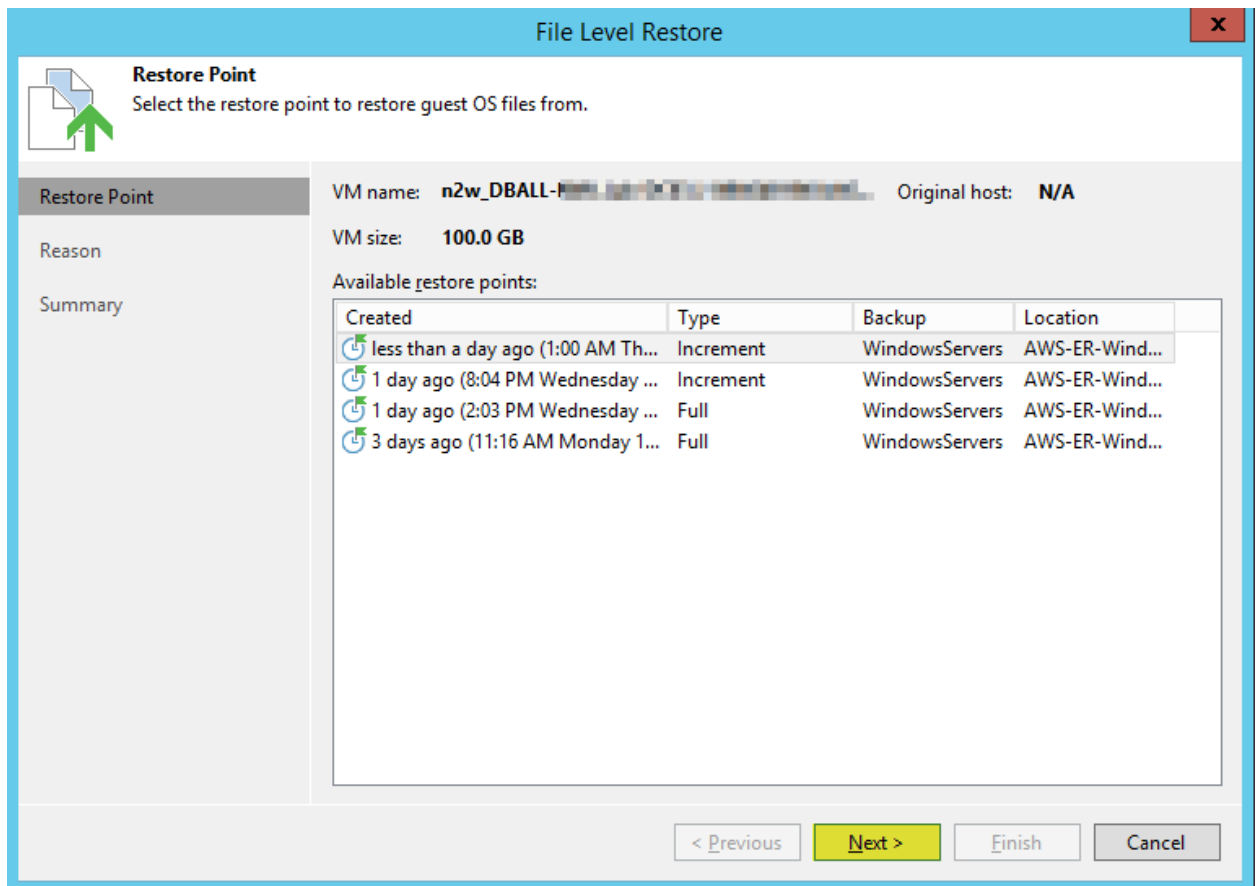 File Level Restore
x
Restore Point
Select the restore point to restore guest OS files from.
Restore Point
Reason
Summary
VM name: n2w_DBALL- Original host: N/A
VM size: 100.0 GB
Available restore points:
Created Type Backup Location
less than a day ago (1:00 AM Th... Increment WindowsServers AWS-ER-Wind...
1 day ago (8:04 PM Wednesday ... Increment WindowsServers AWS-ER-Wind...
1 day ago (2:03 PM Wednesday ... Full WindowsServers AWS-ER-Wind...
3 days ago (11:16 AM Monday 1... Full WindowsServers AWS-ER-Wind...
< Previous Next > Finish Cancel